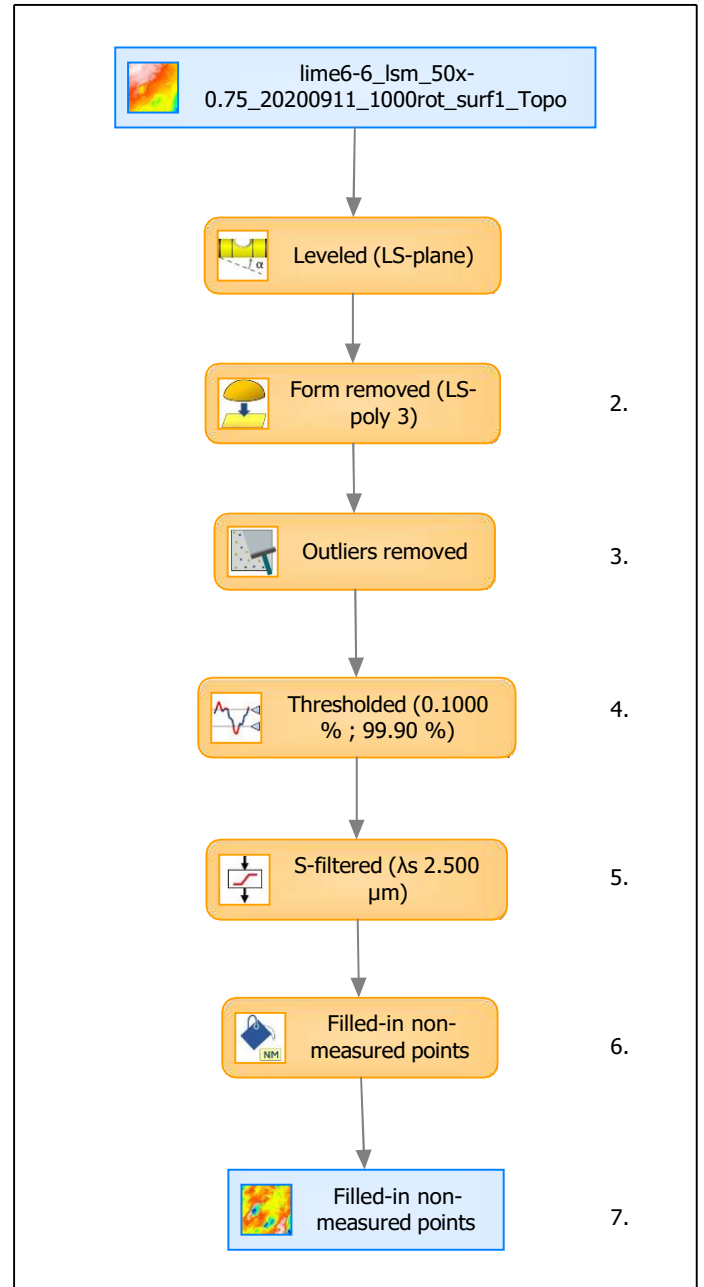 lime6-6_lsm_50x-
0.75_20200911_1000rot_surf1_Topo
α
Leveled (LS-plane)
Form removed (LS-
poly 3)
2.
Outliers removed
3.
Thresholded (0.1000
% ; 99.90 %)
4.
S-filtered (λs 2.500
µm)
5.
Filled-in non-
measured points
NM
6.
Filled-in non-
measured points
7.